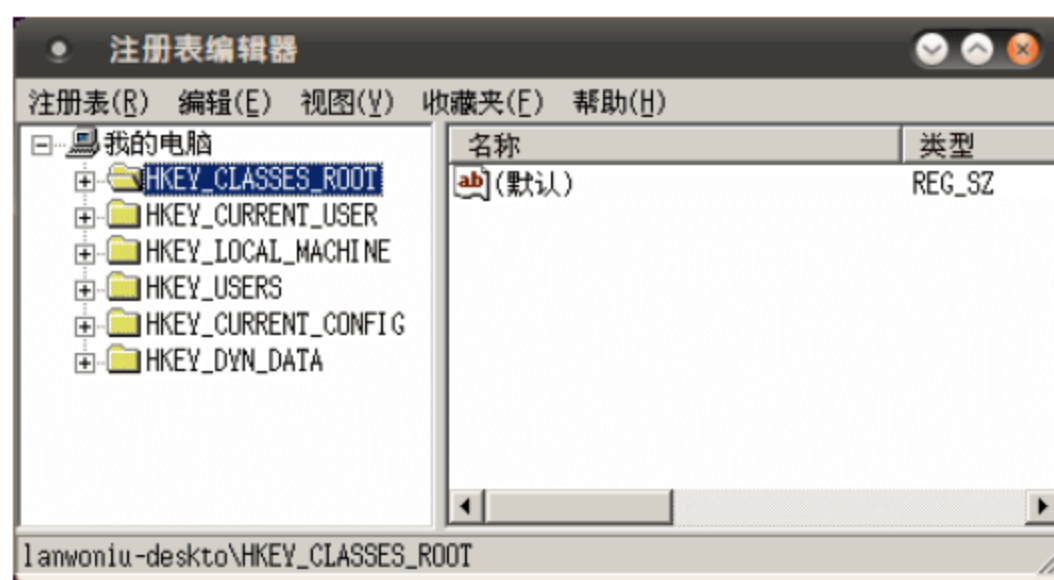 注册表编辑器
注册表(R) 编辑(E) 视图(V) 收藏夹(F) 帮助(H)
我的电脑
HKEY_CLASSES_ROOT
HKEY_CURRENT_USER
HKEY_LOCAL_MACHINE
HKEY_USERS
HKEY_CURRENT_CONFIG
HKEY_DYN_DATA
名称 类型
ab (默认) REG_SZ
lanwoniu-deskto\HKEY_CLASSES_ROOT